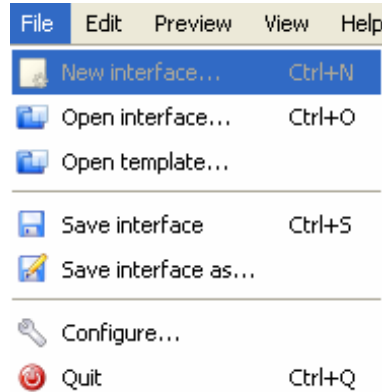 File Edit Preview View Help
New interface... Ctrl+N
Open interface... Ctrl+O
Open template...
Save interface Ctrl+S
Save interface as...
Configure...
Quit Ctrl+Q